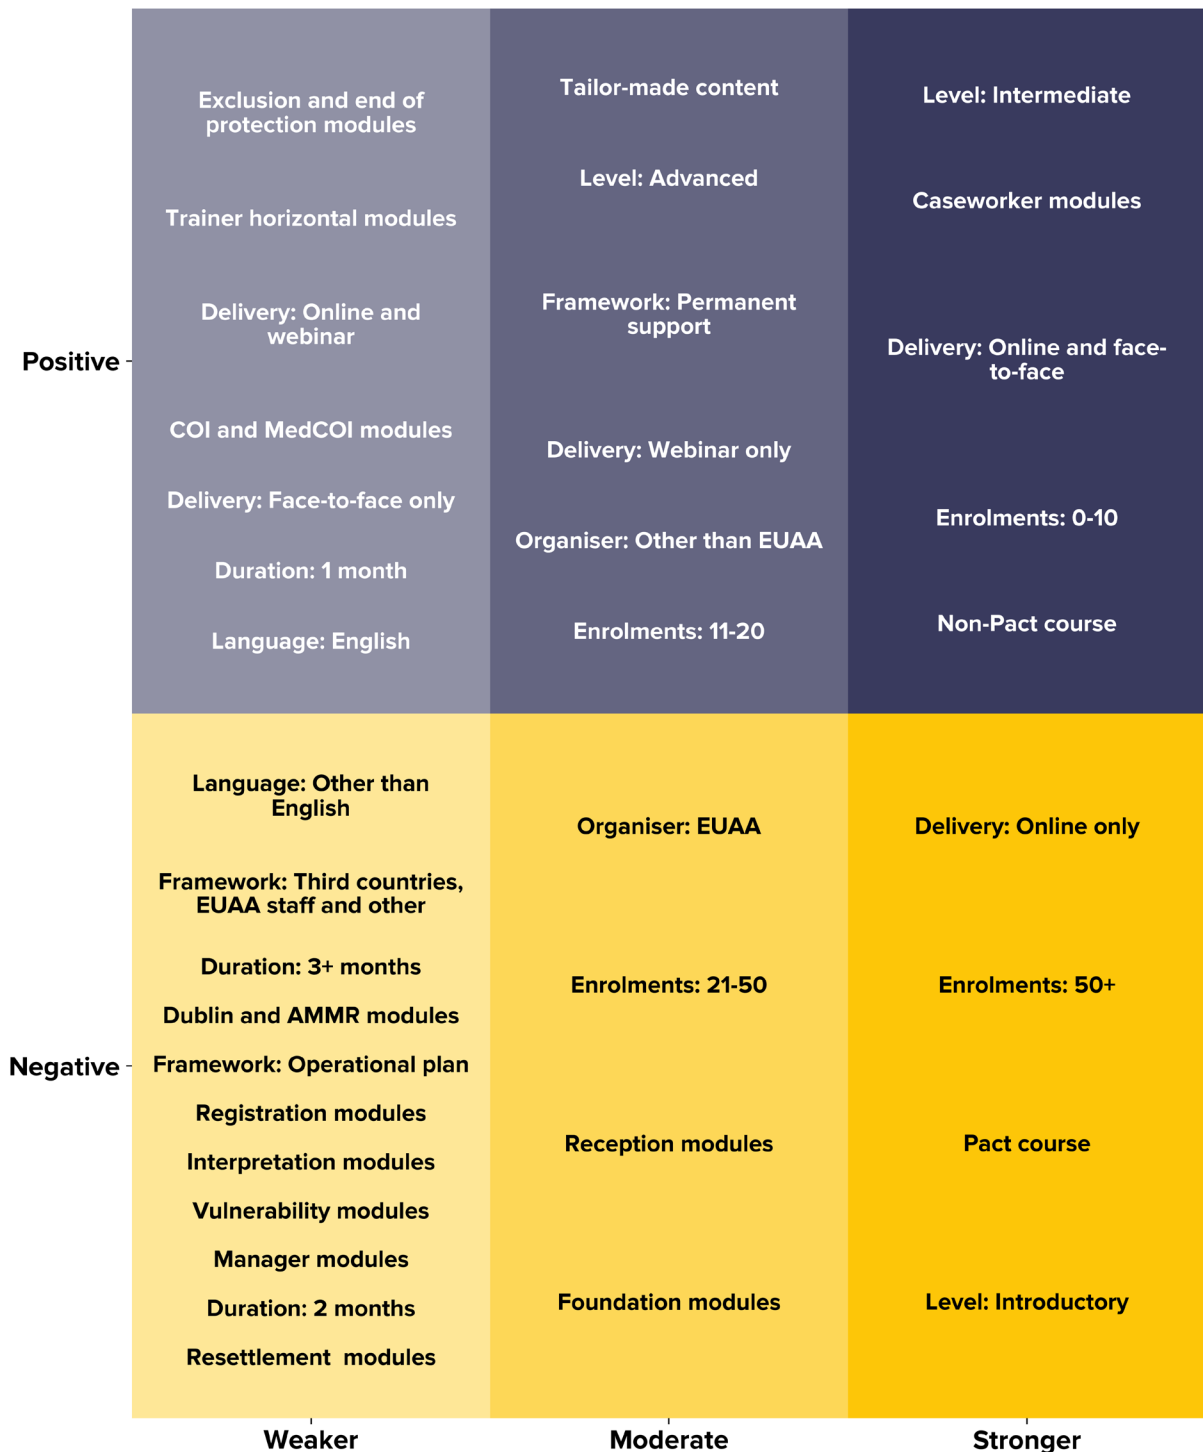 Exclusion and end of
protection modules
Trainer horizontal modules
Delivery: Online and
webinar
COI and MedCOI modules
Delivery: Face-to-face only
Duration: 1 month
Language: English
Tailor-made content
Level: Advanced
Framework: Permanent
support
Delivery: Webinar only
Organiser: Other than EUAA
Enrolments: 11-20
Level: Intermediate
Caseworker modules
Delivery: Online and face-
to-face
Enrolments: 0-10
Non-Pact course
Positive
Language: Other than
English
Framework: Third countries,
EUAA staff and other
Duration: 3+ months
Dublin and AMMR modules
Framework: Operational plan
Registration modules
Interpretation modules
Vulnerability modules
Manager modules
Duration: 2 months
Resettlement  modules
Organiser: EUAA
Enrolments: 21-50
Reception modules
Foundation modules
Delivery: Online only
Enrolments: 50+
Pact course
Level: Introductory
Negative
Weaker
Moderate
Stronger